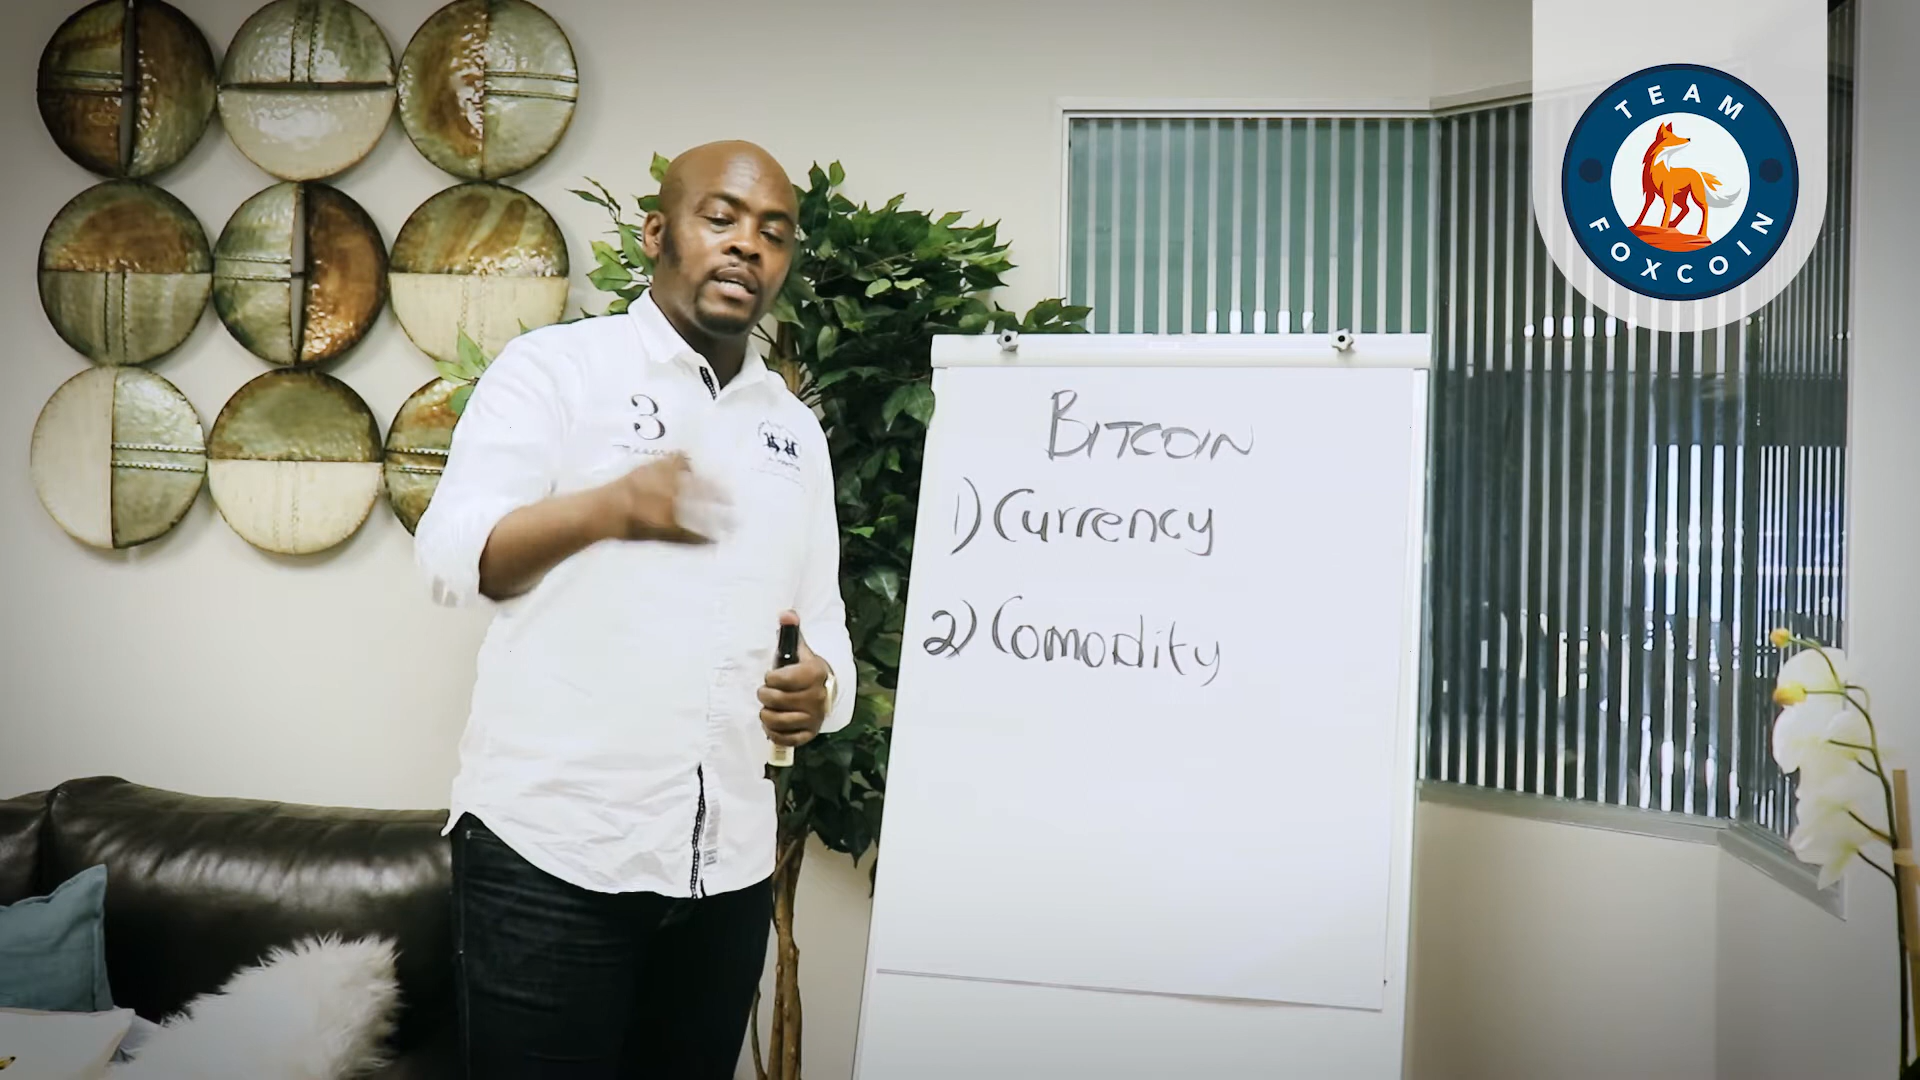 TEAM
FOXCOIN
3
BITCOIN
1) Currency
2) Comodity